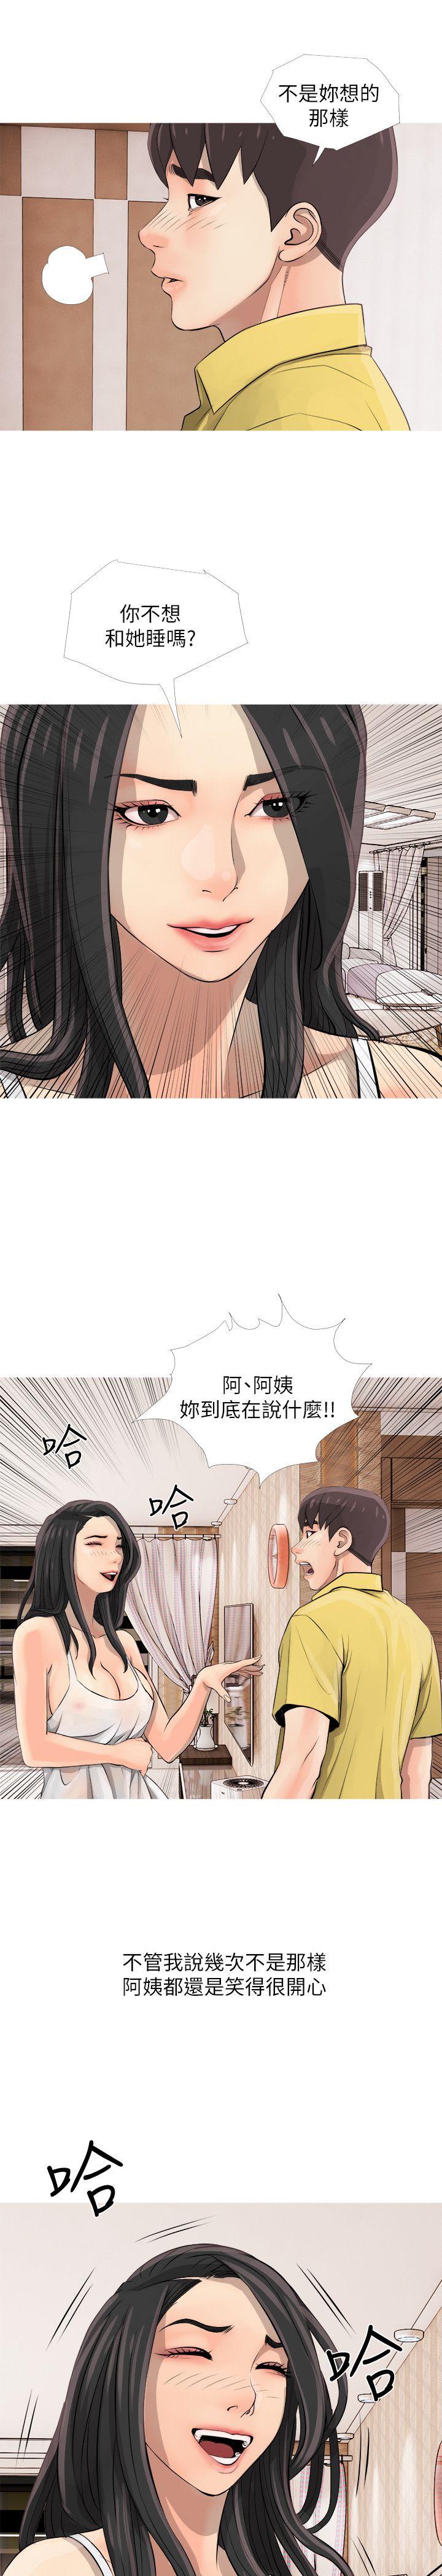 不是妳想的
那樣
你不想
和她睡嗎?
阿、阿姨
妳到底在說什麼!!
哈
哈
不管我說幾次不是那樣
阿姨都還是笑得很開心
哈
哈